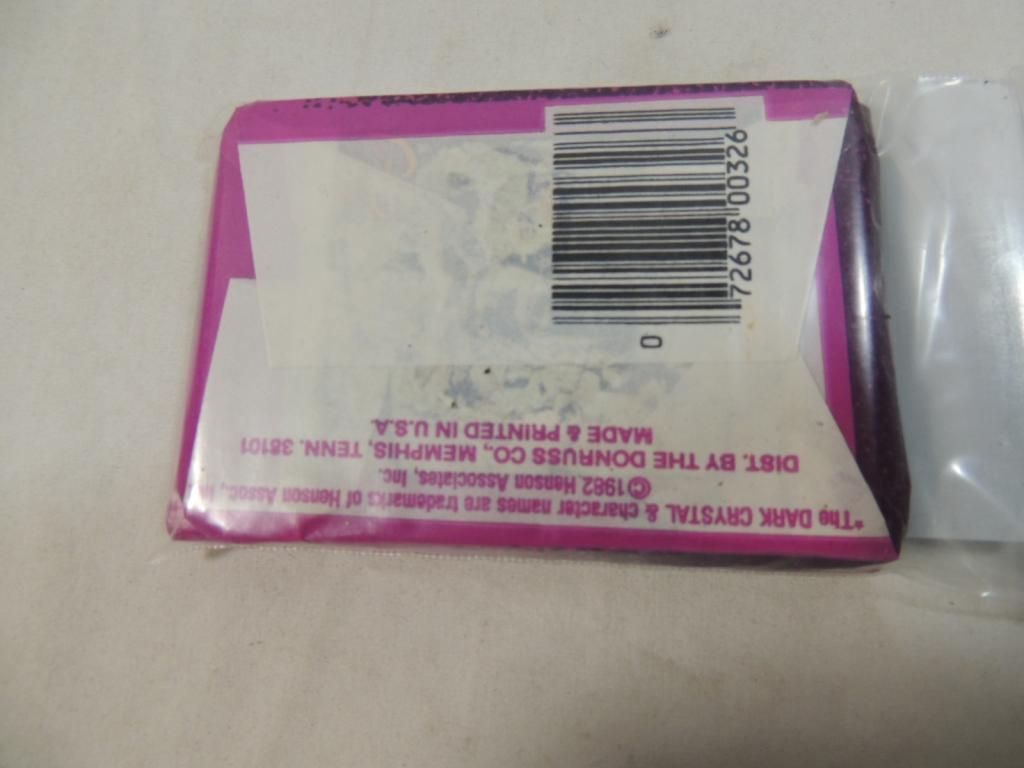 *The DARK CRYSTAL & character names are trademarks of Henson Assoc., In
©1982 Henson Associates, Inc.
DIST. BY THE DONRUSS CO., MEMPHIS, TENN. 38101
MADE & PRINTED IN U.S.A.
0
72678 00326